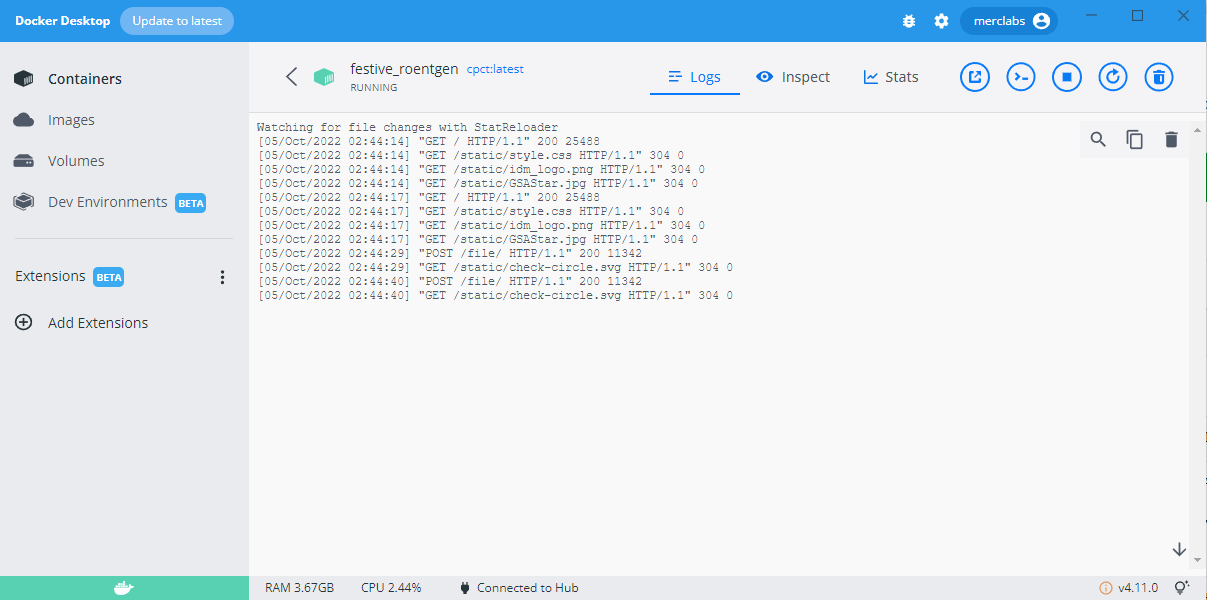 Docker Desktop Update to latest merclabs
Containers
Images
Volumes
Dev Environments BETA
Extensions BETA
Add Extensions
festive_roentgen cpct:latest
RUNNING
Logs Inspect Stats
Watching for file changes with StatReloader
[05/Oct/2022 02:44:14] "GET / HTTP/1.1" 200 25488
[05/Oct/2022 02:44:14] "GET /static/style.css HTTP/1.1" 304 0
[05/Oct/2022 02:44:14] "GET /static/idm_logo.png HTTP/1.1" 304 0
[05/Oct/2022 02:44:14] "GET /static/GSAStar.jpg HTTP/1.1" 304 0
[05/Oct/2022 02:44:17] "GET / HTTP/1.1" 200 25488
[05/Oct/2022 02:44:17] "GET /static/style.css HTTP/1.1" 304 0
[05/Oct/2022 02:44:17] "GET /static/idm_logo.png HTTP/1.1" 304 0
[05/Oct/2022 02:44:17] "GET /static/GSAStar.jpg HTTP/1.1" 304 0
[05/Oct/2022 02:44:29] "POST /file/ HTTP/1.1" 200 11342
[05/Oct/2022 02:44:29] "GET /static/check-circle.svg HTTP/1.1" 304 0
[05/Oct/2022 02:44:40] "POST /file/ HTTP/1.1" 200 11342
[05/Oct/2022 02:44:40] "GET /static/check-circle.svg HTTP/1.1" 304 0
RAM 3.67GB CPU 2.44% Connected to Hub v4.11.0